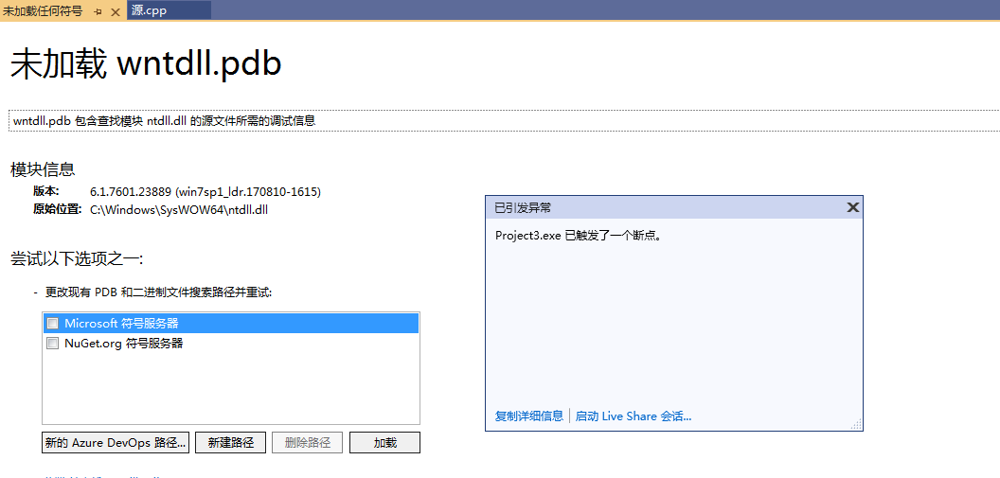 未加载任何符号
源.cpp
未加载 wntdll.pdb
wntdll.pdb 包含查找模块 ntdll.dll 的源文件所需的调试信息
模块信息
版本: 6.1.7601.23889 (win7sp1_ldr.170810-1615)
原始位置: C:\Windows\SysWOW64\ntdll.dll
已引发异常
Project3.exe 已触发了一个断点。
尝试以下选项之一:
- 更改现有 PDB 和二进制文件搜索路径并重试:
Microsoft 符号服务器
NuGet.org 符号服务器
复制详细信息 | 启动 Live Share 会话...
新的 Azure DevOps 路径... 新建路径 删除路径 加载